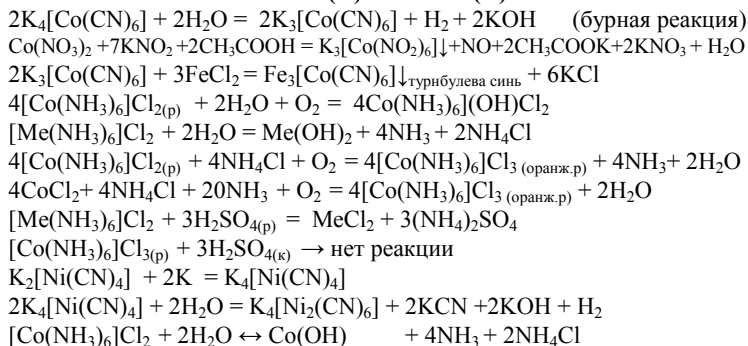 2K₄[Co(CN)₆] + 2H₂O = 2K₃[Co(CN)₆] + H₂ + 2KOH (бурная реакция)
Co(NO₃)₂ +7KNO₂ +2CH₃COOH = K₃[Co(NO₂)₆]↓+NO+2CH₃COOK+2KNO₃ + H₂O
2K₃[Co(CN)₆] + 3FeCl₂ = Fe₃[Co(CN)₆]↓турнбулева синь + 6KCl
4[Co(NH₃)₆]Cl₂₍ₚ₎ + 2H₂O + O₂ = 4Co(NH₃)₆](OH)Cl₂
[Me(NH₃)₆]Cl₂ + 2H₂O = Me(OH)₂ + 4NH₃ + 2NH₄Cl
4[Co(NH₃)₆]Cl₂₍ₚ₎ + 4NH₄Cl + O₂ = 4[Co(NH₃)₆]Cl₃ (оранж.р) + 4NH₃+ 2H₂O
4CoCl₂+ 4NH₄Cl + 20NH₃ + O₂ = 4[Co(NH₃)₆]Cl₃ (оранж.р) + 2H₂O
[Me(NH₃)₆]Cl₂ + 3H₂SO₄(р) = MeCl₂ + 3(NH₄)₂SO₄
[Co(NH₃)₆]Cl₃(р) + 3H₂SO₄(к) → нет реакции
K₂[Ni(CN)₄] + 2K = K₄[Ni(CN)₄]
2K₄[Ni(CN)₄] + 2H₂O = K₄[Ni₂(CN)₆] + 2KCN +2KOH + H₂
[Co(NH₃)₆]Cl₂ + 2H₂O ↔ Co(OH) + 4NH₃ + 2NH₄Cl